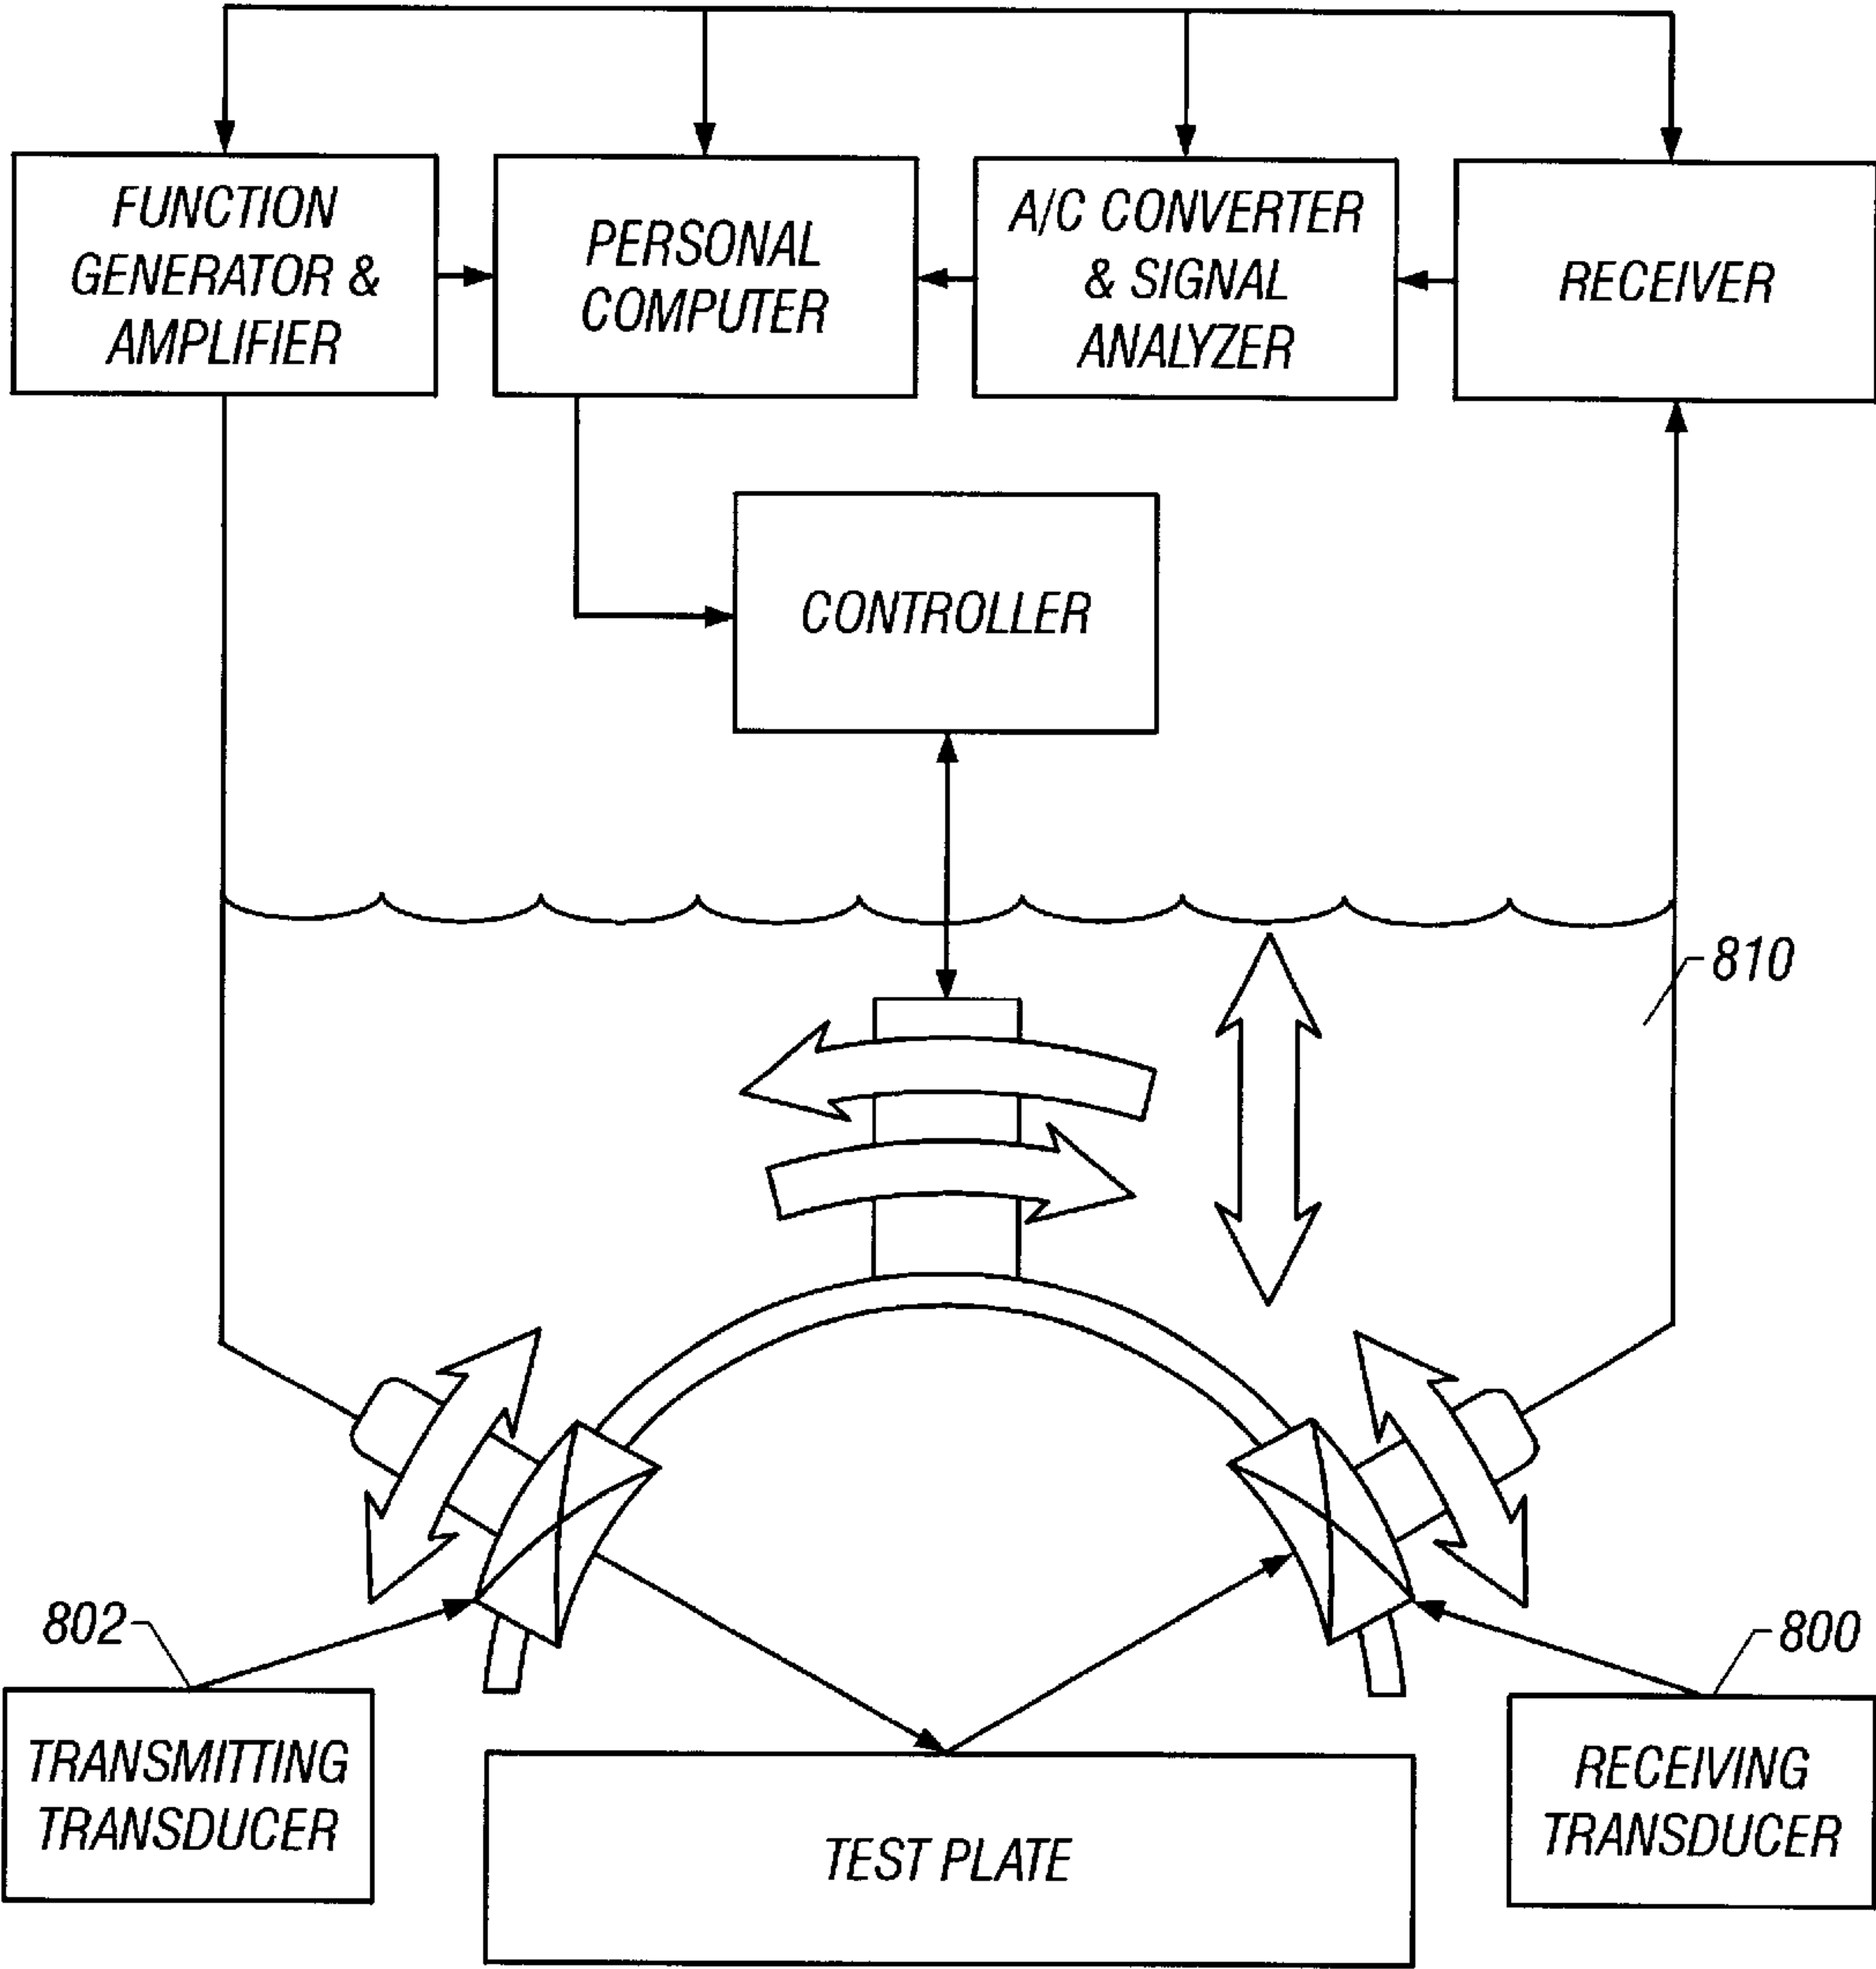 FUNCTION
GENERATOR &
AMPLIFIER
PERSONAL
COMPUTER
A/C CONVERTER
& SIGNAL
ANALYZER
RECEIVER
CONTROLLER
810
802
800
TRANSMITTING
TRANSDUCER
TEST PLATE
RECEIVING
TRANSDUCER